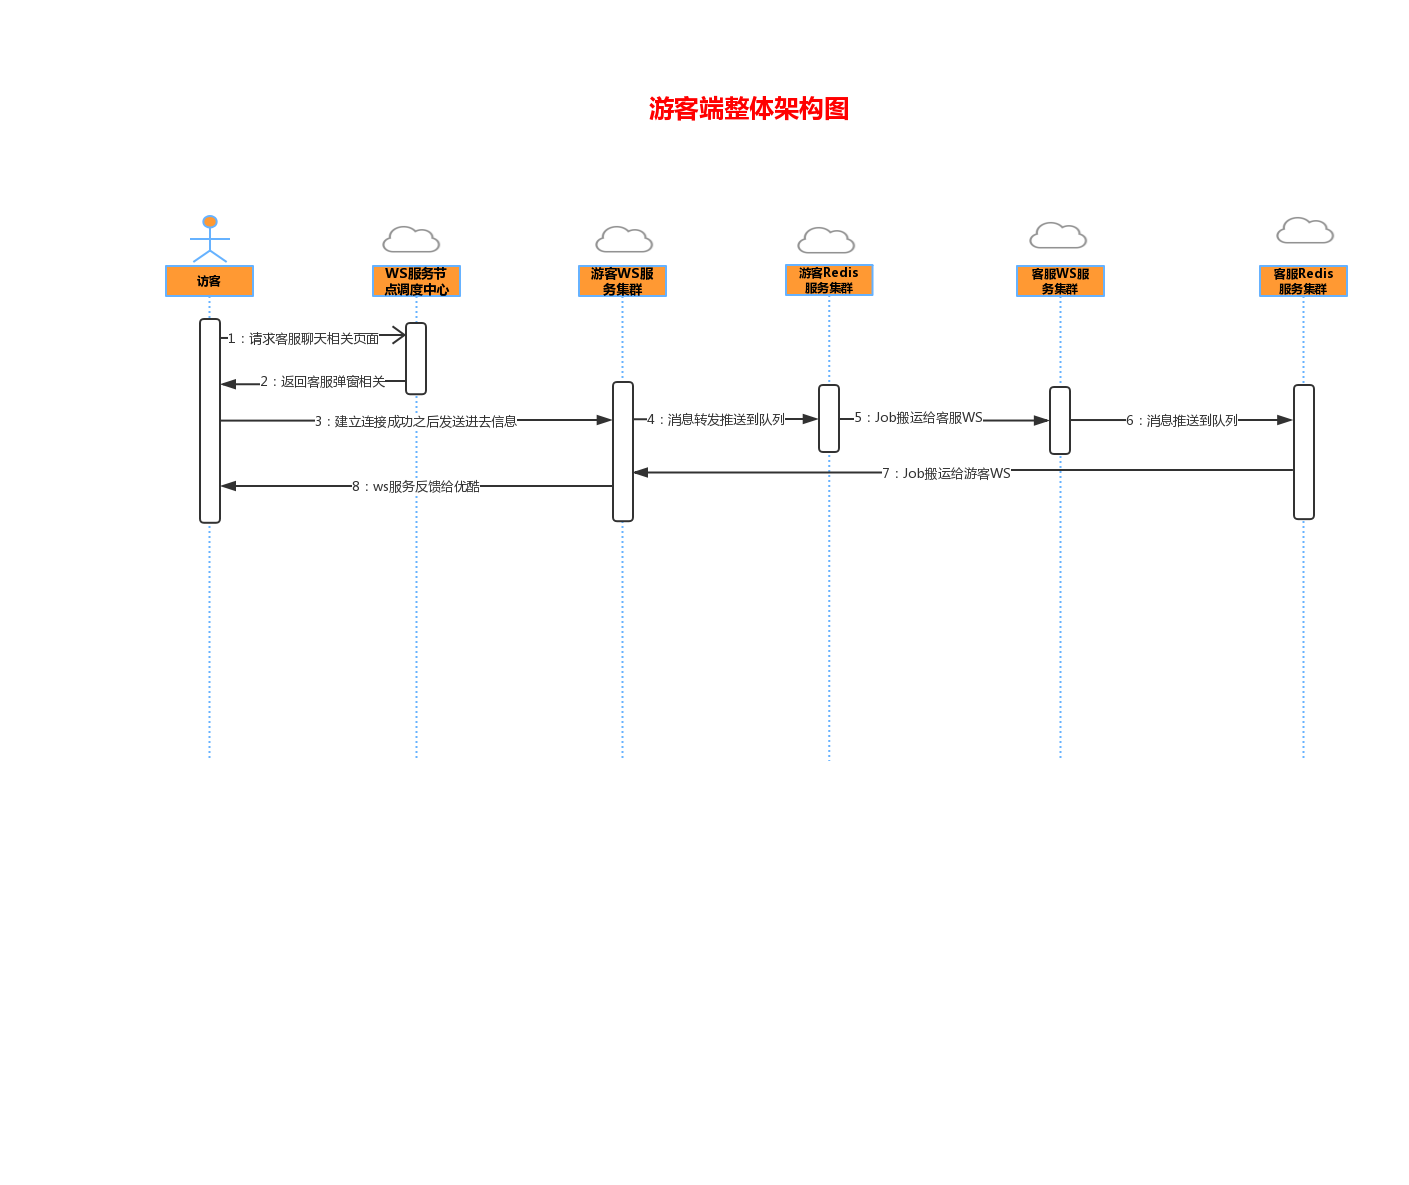 游客端整体架构图
访客
WS服务节
点调度中心
游客WS服
务集群
游客Redis
服务集群
客服WS服
务集群
客服Redis
服务集群
1：请求客服聊天相关页面
2：返回客服弹窗相关
3：建立连接成功之后发送进去信息
4：消息转发推送到队列
5：Job搬运给客服WS
6：消息推送到队列
7：Job搬运给游客WS
8：ws服务反馈给优酷